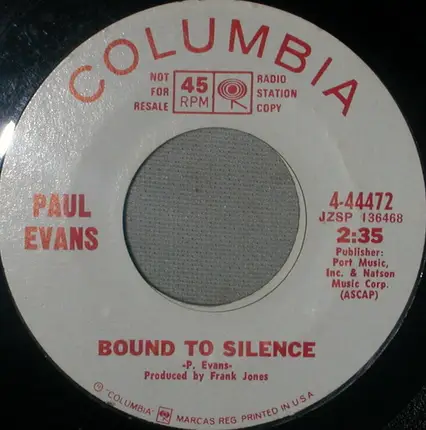 COLUMBIA
NOT FOR RESALE
45 RPM
RADIO STATION COPY
PAUL EVANS
4-44472
JZSP 136468
2:35
Publisher:
Port Music,
Inc. & Natson
Music Corp.
(ASCAP)
BOUND TO SILENCE
-P. Evans-
Produced by Frank Jones
Ⓟ "COLUMBIA" MARCAS REG. PRINTED IN U.S.A